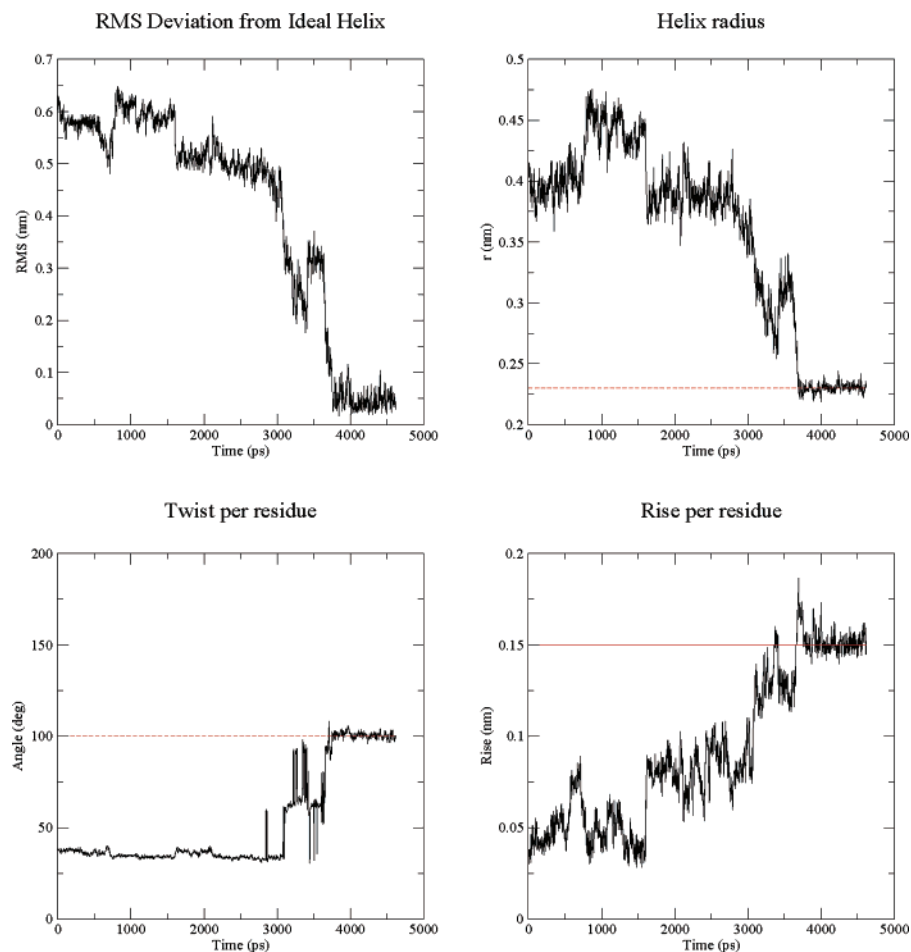 RMS Deviation from Ideal Helix
0.7
0.6
0.5
0.4
0.3
0.2
0.1
0
RMS (nm)
0 1000 2000 3000 4000 5000
Time (ps)
Helix radius
0.5
0.45
0.4
0.35
0.3
0.25
0.2
r (nm)
0 1000 2000 3000 4000 5000
Time (ps)
Twist per residue
200
150
100
50
0
Angle (deg)
0 1000 2000 3000 4000 5000
Time (ps)
Rise per residue
0.2
0.15
0.1
0.05
0
Rise (nm)
0 1000 2000 3000 4000 5000
Time (ps)